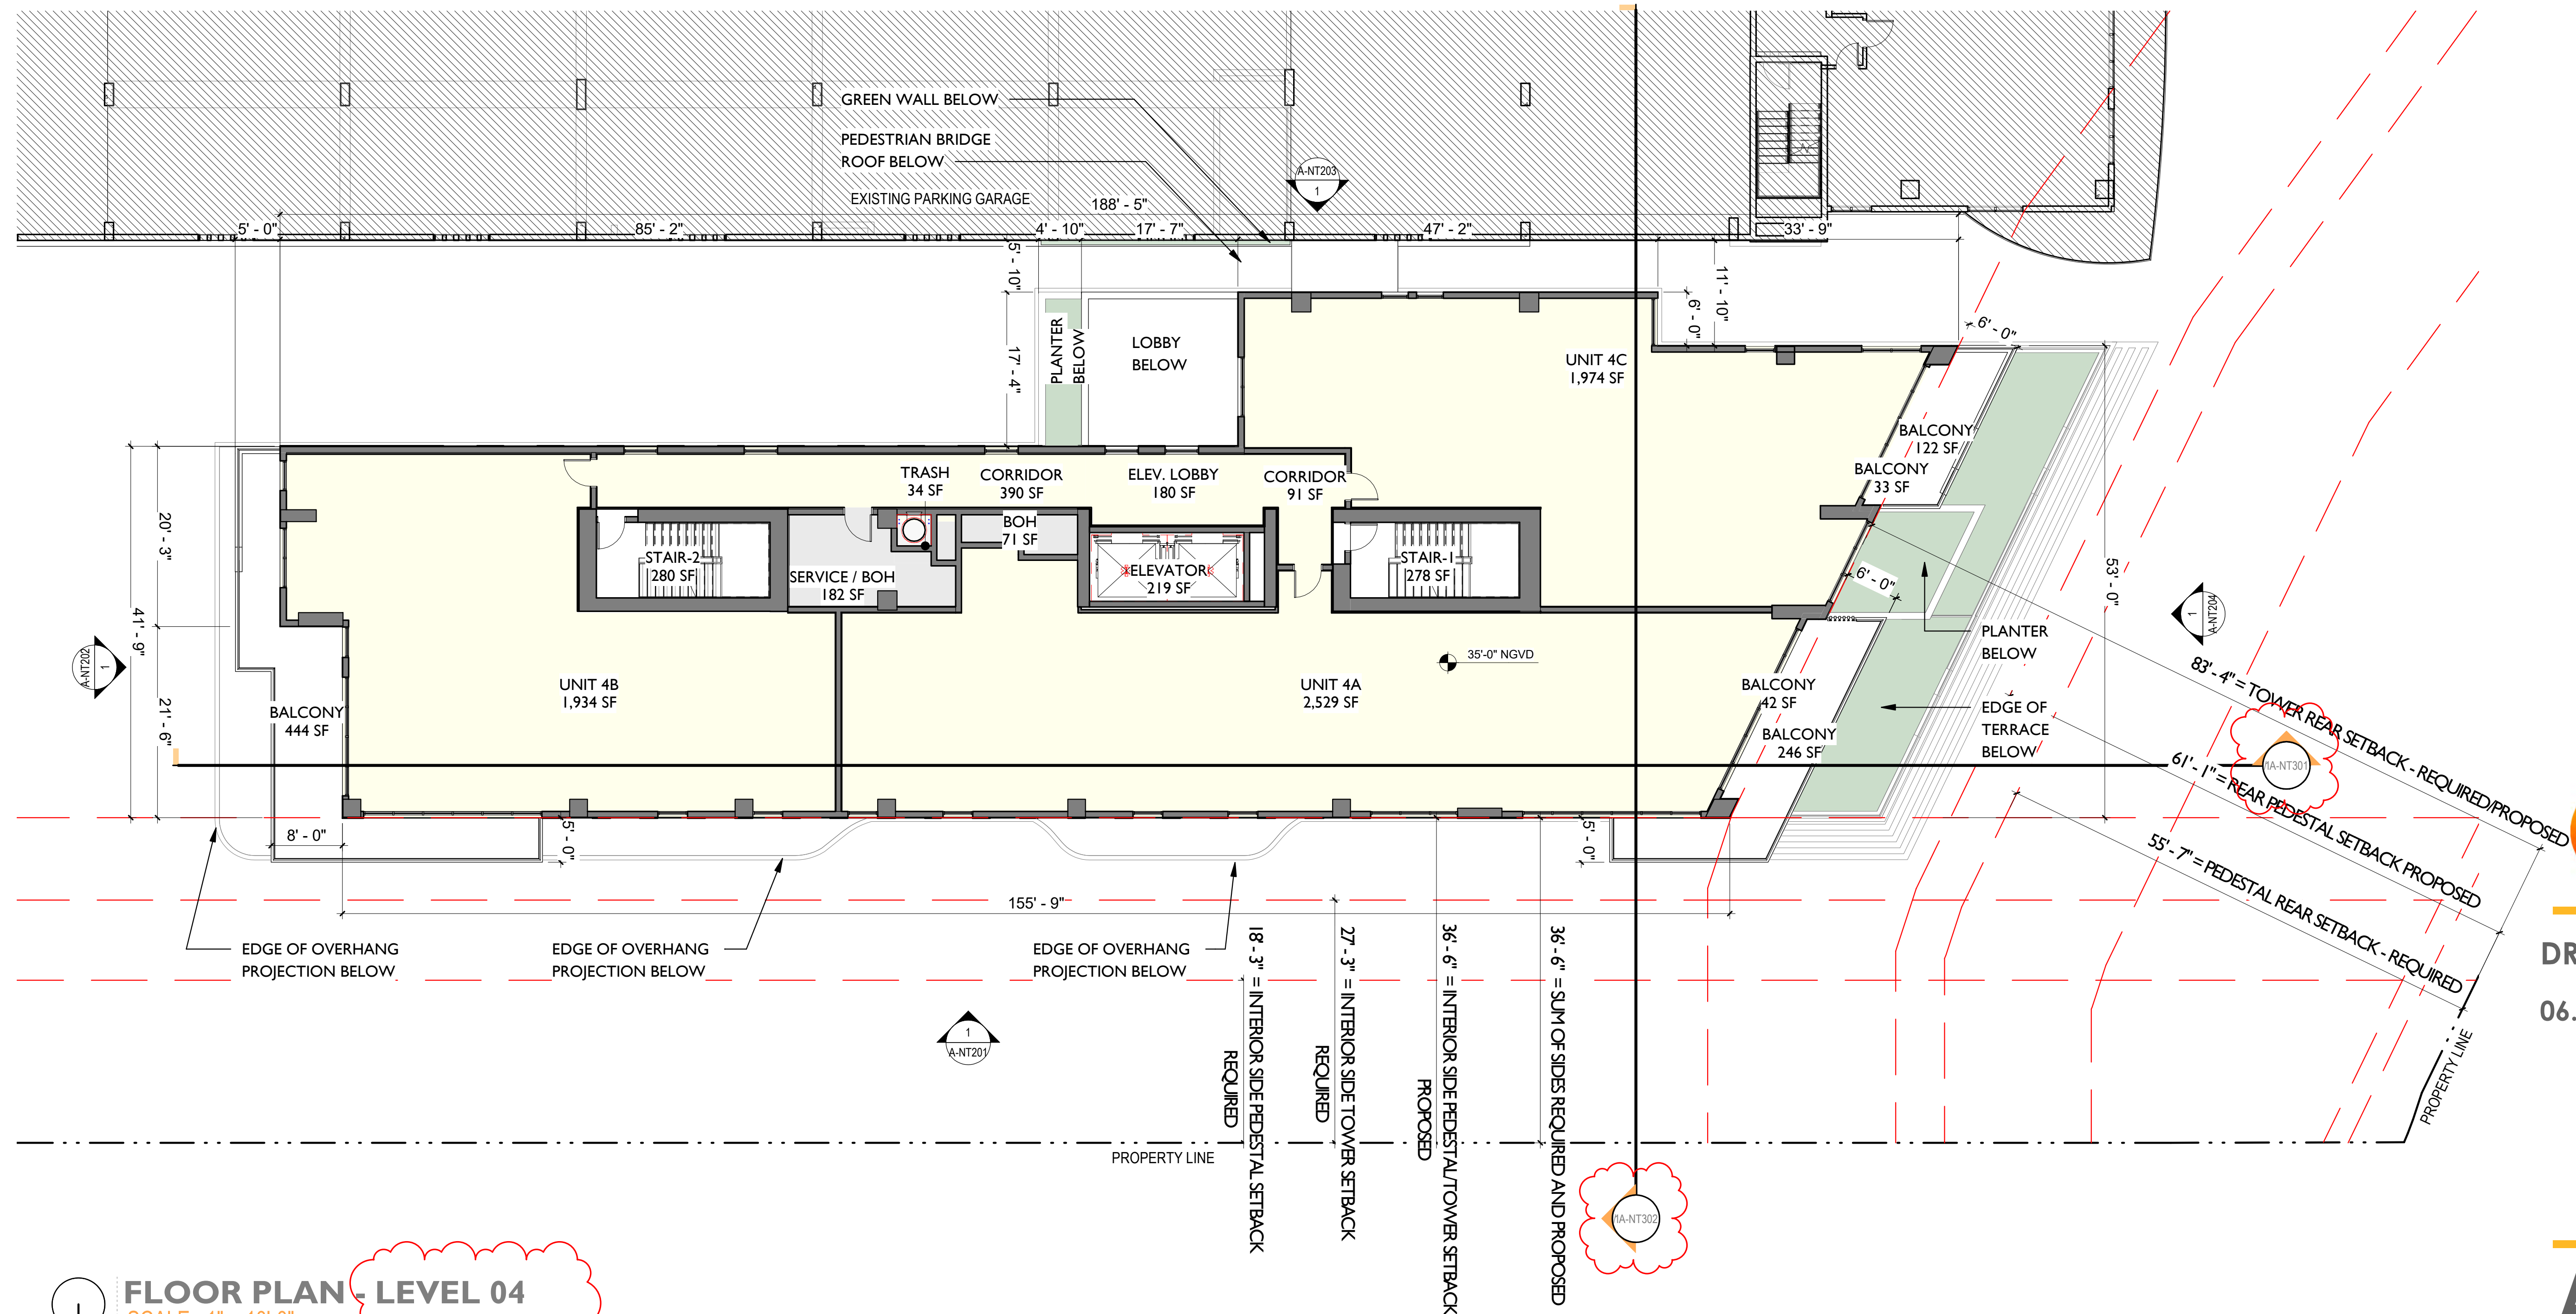 GREEN WALL BELOW
PEDESTRIAN BRIDGE
ROOF BELOW
EXISTING PARKING GARAGE
A-NT203
1
188' - 5"
5' - 0"
85' - 2"
4' - 10"
17' - 7"
47' - 2"
33' - 9"
5' - 10"
11' - 10"
6' - 0"
6' - 0"
17' - 4"
PLANTER
BELOW
LOBBY
BELOW
UNIT 4C
1,974 SF
BALCONY
122 SF
BALCONY
33 SF
TRASH
34 SF
CORRIDOR
390 SF
ELEV. LOBBY
180 SF
CORRIDOR
91 SF
BOH
71 SF
STAIR-2
280 SF
SERVICE / BOH
182 SF
ELEVATOR
219 SF
STAIR-1
278 SF
20' - 3"
41' - 9"
21' - 6"
53' - 0"
6' - 0"
1
A-NT204
1
A-NT202
PLANTER
BELOW
35'-0" NGVD
UNIT 4B
1,934 SF
UNIT 4A
2,529 SF
BALCONY
444 SF
BALCONY
42 SF
BALCONY
246 SF
EDGE OF
TERRACE
BELOW
83' - 4" = TOWER REAR SETBACK - REQUIRED/PROPOSED
61' - 1" = REAR PEDESTAL SETBACK PROPOSED
55' - 7" = PEDESTAL REAR SETBACK - REQUIRED
A-NT301
8' - 0"
5' - 0"
5' - 0"
155' - 9"
EDGE OF OVERHANG
PROJECTION BELOW
EDGE OF OVERHANG
PROJECTION BELOW
EDGE OF OVERHANG
PROJECTION BELOW
1
A-NT201
18' - 3" = INTERIOR SIDE PEDESTAL SETBACK
REQUIRED
27' - 3" = INTERIOR SIDE TOWER SETBACK
REQUIRED
36' - 6" = INTERIOR SIDE PEDESTAL/TOWER SETBACK
PROPOSED
36' - 6" = SUM OF SIDES REQUIRED AND PROPOSED
PROPERTY LINE
PROPERTY LINE
A-NT302
DR
06.
FLOOR PLAN - LEVEL 04